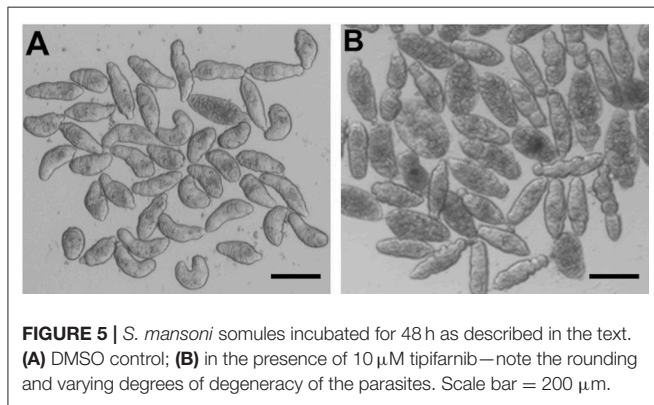 A
B
FIGURE 5 | S. mansoni somules incubated for 48 h as described in the text.
(A) DMSO control; (B) in the presence of 10 μM tipifarnib—note the rounding
and varying degrees of degeneracy of the parasites. Scale bar = 200 μm.